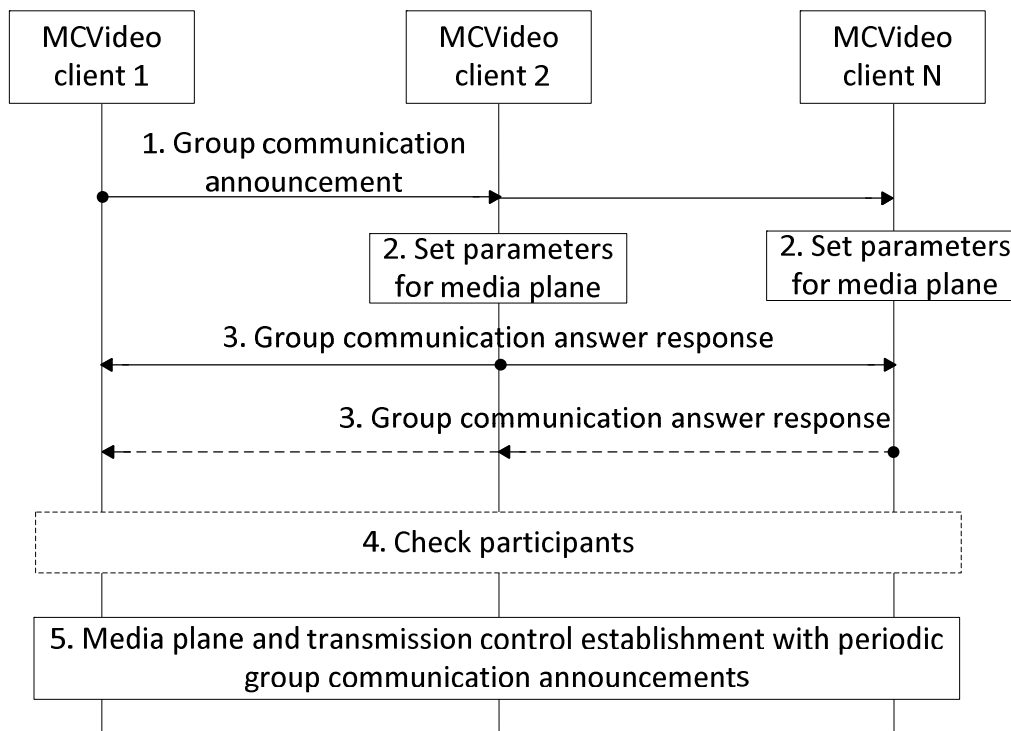 MCVideo
client 1
MCVideo
client 2
MCVideo
client N
1. Group communication
announcement
2. Set parameters
for media plane
2. Set parameters
for media plane
3. Group communication answer response
3. Group communication answer response
4. Check participants
5. Media plane and transmission control establishment with periodic
group communication announcements